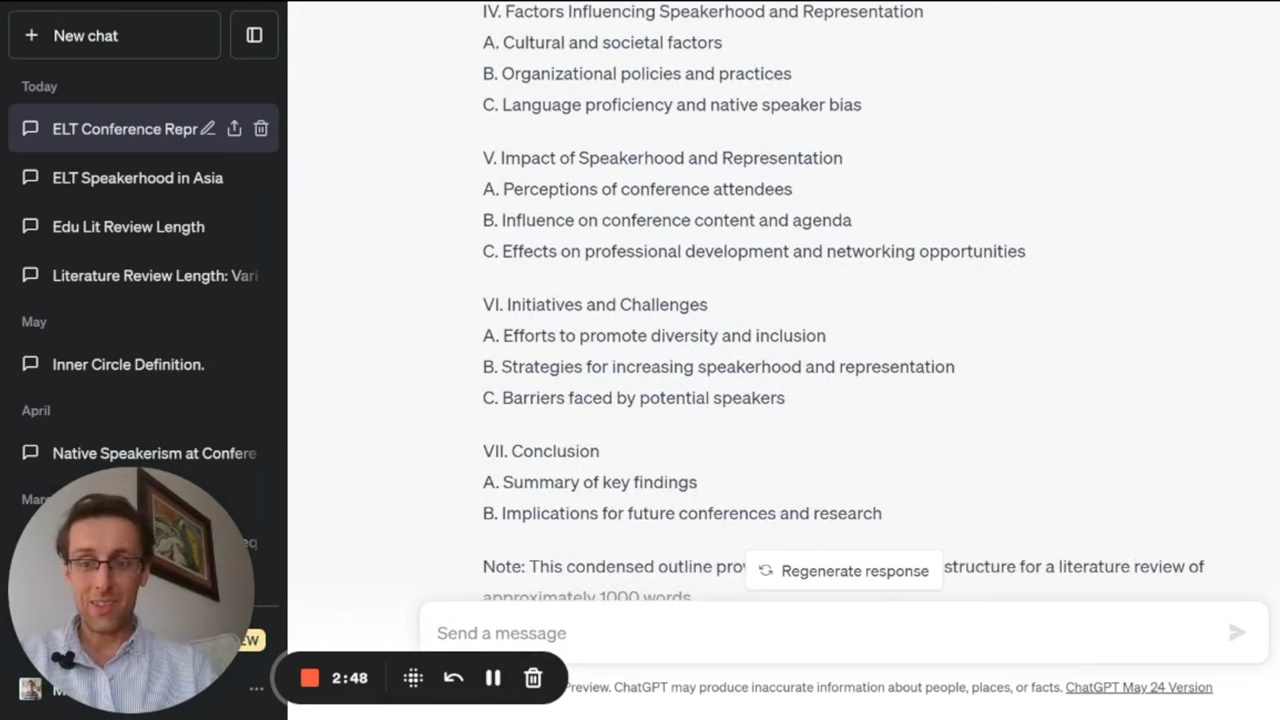 New chat
Today
ELT Conference Repr
ELT Speakerhood in Asia
Edu Lit Review Length
Literature Review Length: Vari
May
Inner Circle Definition.
April
Native Speakerism at Confere
IV. Factors Influencing Speakerhood and Representation
A. Cultural and societal factors
B. Organizational policies and practices
C. Language proficiency and native speaker bias
V. Impact of Speakerhood and Representation
A. Perceptions of conference attendees
B. Influence on conference content and agenda
C. Effects on professional development and networking opportunities
VI. Initiatives and Challenges
A. Efforts to promote diversity and inclusion
B. Strategies for increasing speakerhood and representation
C. Barriers faced by potential speakers
VII. Conclusion
A. Summary of key findings
B. Implications for future conferences and research
Note: This condensed outline structure for a literature review of
approximately 1000 words.
Regenerate response
Send a message
2:48
Preview. ChatGPT may produce inaccurate information about people, places, or facts. ChatGPT May 24 Version